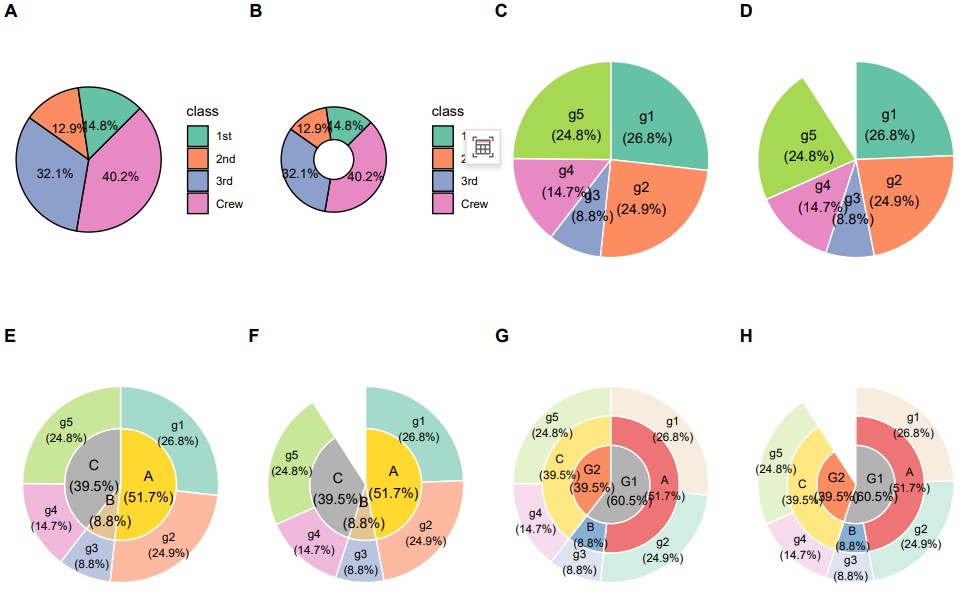 A
12.9%
14.8%
32.1%
40.2%
class
1st
2nd
3rd
Crew
B
12.9%
14.8%
32.1%
40.2%
class
3rd
Crew
C
g5
(24.8%)
g1
(26.8%)
g4
(14.7%)
g3
(8.8%)
g2
(24.9%)
D
g5
(24.8%)
g1
(26.8%)
g4
(14.7%)
g3
(8.8%)
g2
(24.9%)
E
g5
(24.8%)
g1
(26.8%)
C
(39.5%)
A
(51.7%)
B
(8.8%)
g4
(14.7%)
g3
(8.8%)
g2
(24.9%)
F
g5
(24.8%)
g1
(26.8%)
C
(39.5%)
A
(51.7%)
B
(8.8%)
g4
(14.7%)
g3
(8.8%)
g2
(24.9%)
G
g5
(24.8%)
g1
(26.8%)
C
(39.5%)
G2
(39.5%)
G1
(60.5%)
A
(51.7%)
B
(8.8%)
g4
(14.7%)
g3
(8.8%)
g2
(24.9%)
H
g5
(24.8%)
g1
(26.8%)
C
(39.5%)
G2
(39.5%)
G1
(60.5%)
A
(51.7%)
B
(8.8%)
g4
(14.7%)
g3
(8.8%)
g2
(24.9%)